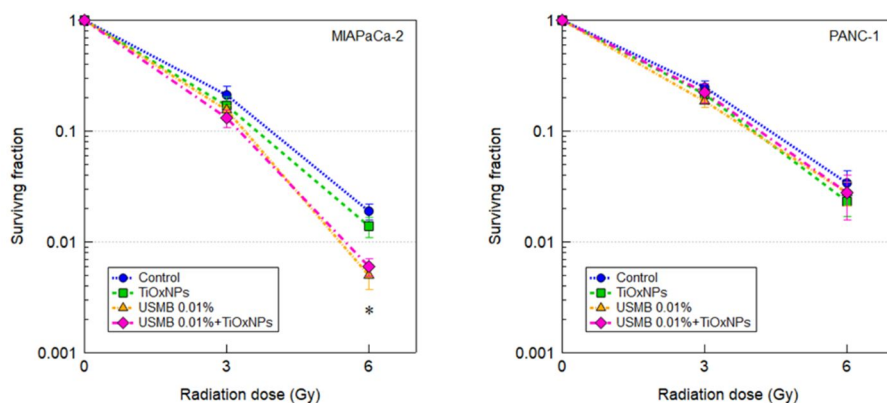 MIAPaCa-2
1
0.1
0.01
0.001
Survivng fraction
Control
TiOxNPs
USMB 0.01%
USMB 0.01%+TiOxNPs
*
0
3
6
Radiation dose (Gy)
PANC-1
1
0.1
0.01
0.001
Survivng fraction
Control
TiOxNPs
USMB 0.01%
USMB 0.01%+TiOxNPs
0
3
6
Radiation dose (Gy)